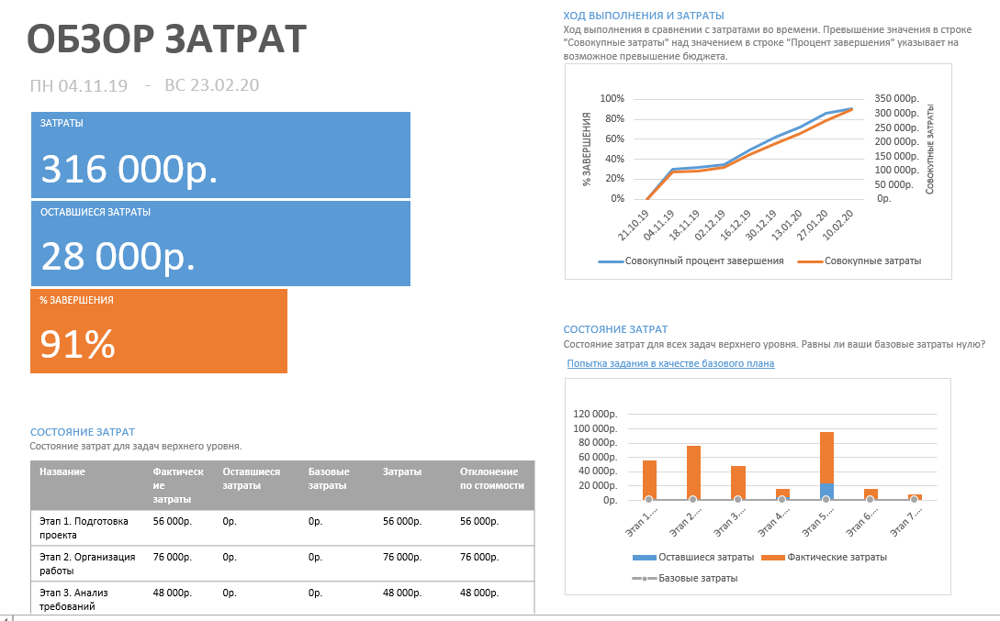 ОБЗОР ЗАТРАТ
ПН 04.11.19 - ВС 23.02.20
ЗАТРАТЫ
316 000р.
ОСТАВШИЕСЯ ЗАТРАТЫ
28 000р.
% ЗАВЕРШЕНИЯ
91%
СОСТОЯНИЕ ЗАТРАТ
Состояние затрат для задач верхнего уровня.
Название Фактическ Оставшиеся Базовые Затраты Отклонение
ие затраты затраты по стоимости
затраты
Этап 1. Подготовка 56 000р. 0р. 0р. 56 000р. 56 000р.
проекта
Этап 2. Организация 76 000р. 0р. 0р. 76 000р. 76 000р.
работы
Этап 3. Анализ 48 000р. 0р. 0р. 48 000р. 48 000р.
требований
ХОД ВЫПОЛНЕНИЯ И ЗАТРАТЫ
Ход выполнения в сравнении с затратами во времени. Превышение значения в строке
"Совокупные затраты" над значением в строке "Процент завершения" указывает на
возможное превышение бюджета.
% ЗАВЕРШЕНИЯ
100%
80%
60%
40%
20%
0%
350 000р.
300 000р.
250 000р.
200 000р.
150 000р.
100 000р.
50 000р.
0р.
СОВОКУПНЫЕ ЗАТРАТЫ
21.10.19
04.11.19
18.11.19
02.12.19
16.12.19
30.12.19
13.01.20
27.01.20
10.02.20
Совокупный процент завершения Совокупные затраты
СОСТОЯНИЕ ЗАТРАТ
Состояние затрат для всех задач верхнего уровня. Равны ли ваши базовые затраты нулю?
Попытка задания в качестве базового плана
120 000р.
100 000р.
80 000р.
60 000р.
40 000р.
20 000р.
0р.
Этап 1....
Этап 2....
Этап 3....
Этап 4....
Этап 5....
Этап 6....
Этап 7....
Оставшиеся затраты Фактические затраты
Базовые затраты